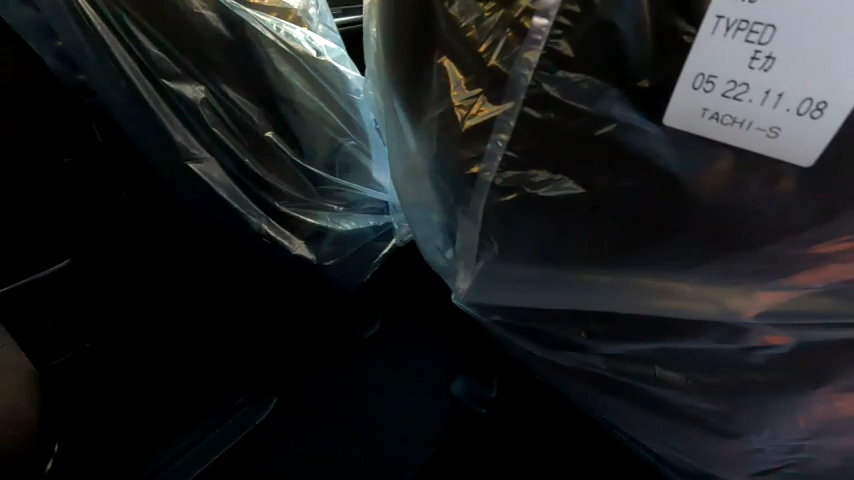 TYPED
モカ
05 22.11.08
TACHI-S